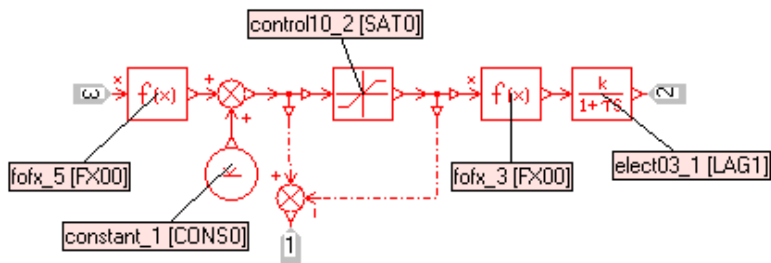 control10_2 [SAT0]
3
x
f(x)
+
+
x
f(x)
k
1+TS
2
fofx_5 [FX00]
k
+
-
fofx_3 [FX00]
elect03_1 [LAG1]
constant_1 [CONS0]
1